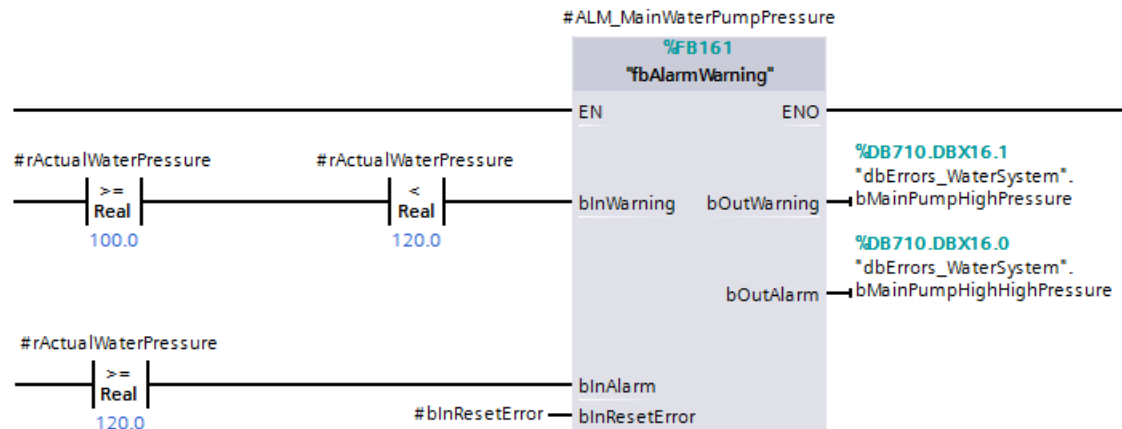 #ALM_MainWaterPumpPressure
%FB161
"fbAlarmWarning"
EN ENO
#rActualWaterPressure #rActualWaterPressure
>= <
Real Real
100.0 120.0
bInWarning bOutWarning
%DB710.DBX16.1
"dbErrors_WaterSystem".
bMainPumpHighPressure
%DB710.DBX16.0
"dbErrors_WaterSystem".
bOutAlarm bMainPumpHighHighPressure
#rActualWaterPressure
>=
Real
120.0
bInAlarm
#bInResetError bInResetError